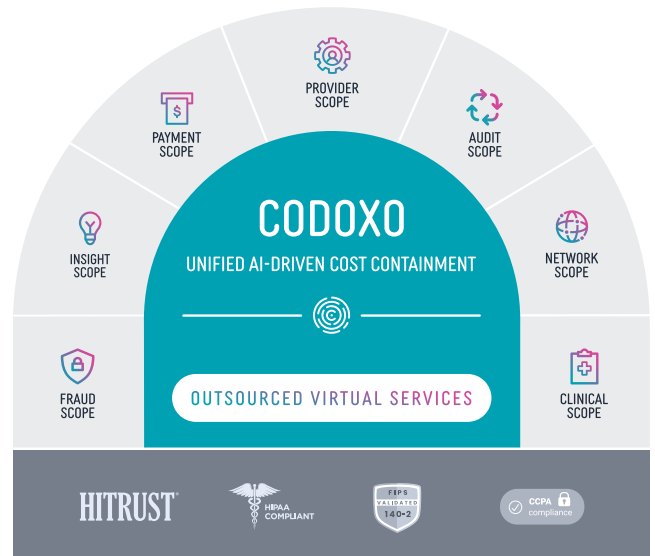 PROVIDER
SCOPE
PAYMENT
SCOPE
$
AUDIT
SCOPE
INSIGHT
SCOPE
NETWORK
SCOPE
FRAUD
SCOPE
CLINICAL
SCOPE
CODOXO
UNIFIED AI-DRIVEN COST CONTAINMENT
OUTSOURCED VIRTUAL SERVICES
HITRUST
HIPAA
COMPLIANT
FIPS
VALIDATED
140-2
CCPA
compliance